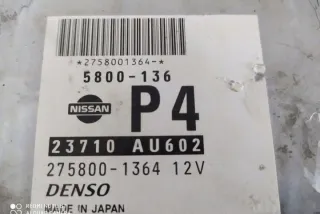 *2758001364-*
5800-136
NISSAN
P4
23710 AU602
275800-1364 12V
DENSO
MADE IN JAPAN